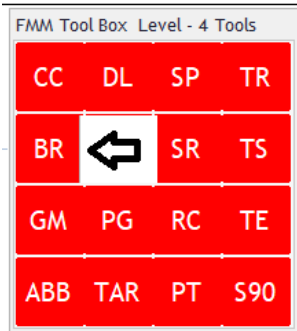 FMM Tool Box Level - 4 Tools
CC DL SP TR
BR SR TS
GM PG RC TE
ABB TAR PT S90